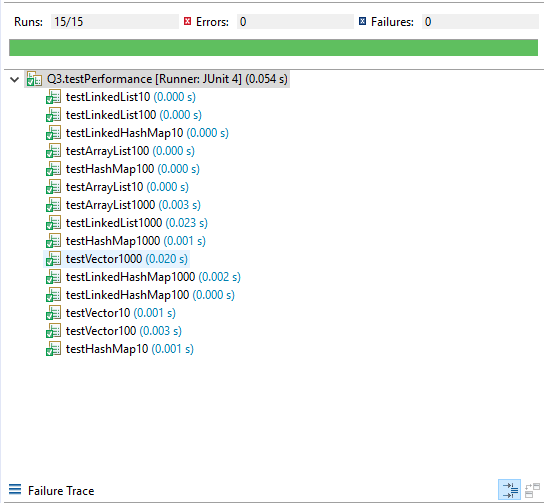 Runs: 15/15 Errors: 0 Failures: 0
Q3.testPerformance [Runner: JUnit 4] (0.054 s)
testLinkedList10 (0.000 s)
testLinkedList100 (0.000 s)
testLinkedHashMap10 (0.000 s)
testArrayList100 (0.000 s)
testHashMap100 (0.000 s)
testArrayList10 (0.000 s)
testArrayList1000 (0.003 s)
testLinkedList1000 (0.023 s)
testHashMap1000 (0.001 s)
testVector1000 (0.020 s)
testLinkedHashMap1000 (0.002 s)
testLinkedHashMap100 (0.000 s)
testVector10 (0.001 s)
testVector100 (0.003 s)
testHashMap10 (0.001 s)
Failure Trace